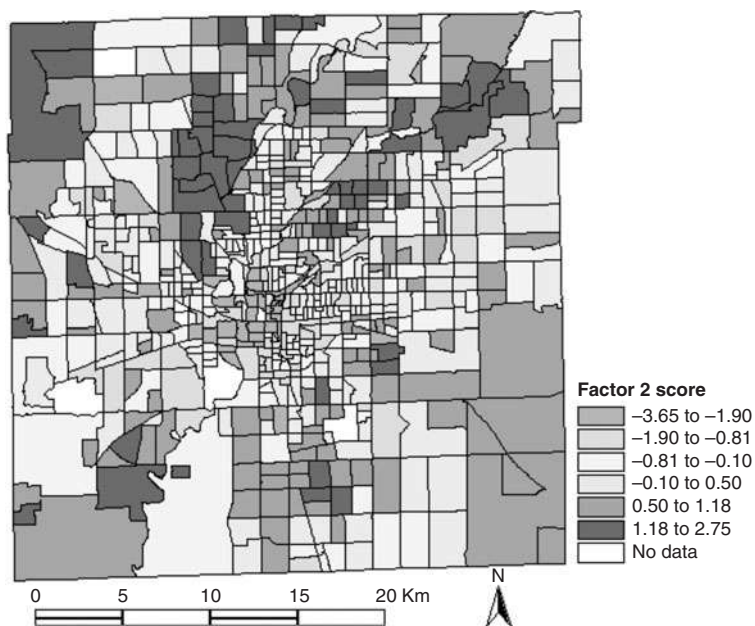 Factor 2 score
–3.65 to –1.90
–1.90 to –0.81
–0.81 to –0.10
–0.10 to 0.50
0.50 to 1.18
1.18 to 2.75
No data
N
0 5 10 15 20 Km